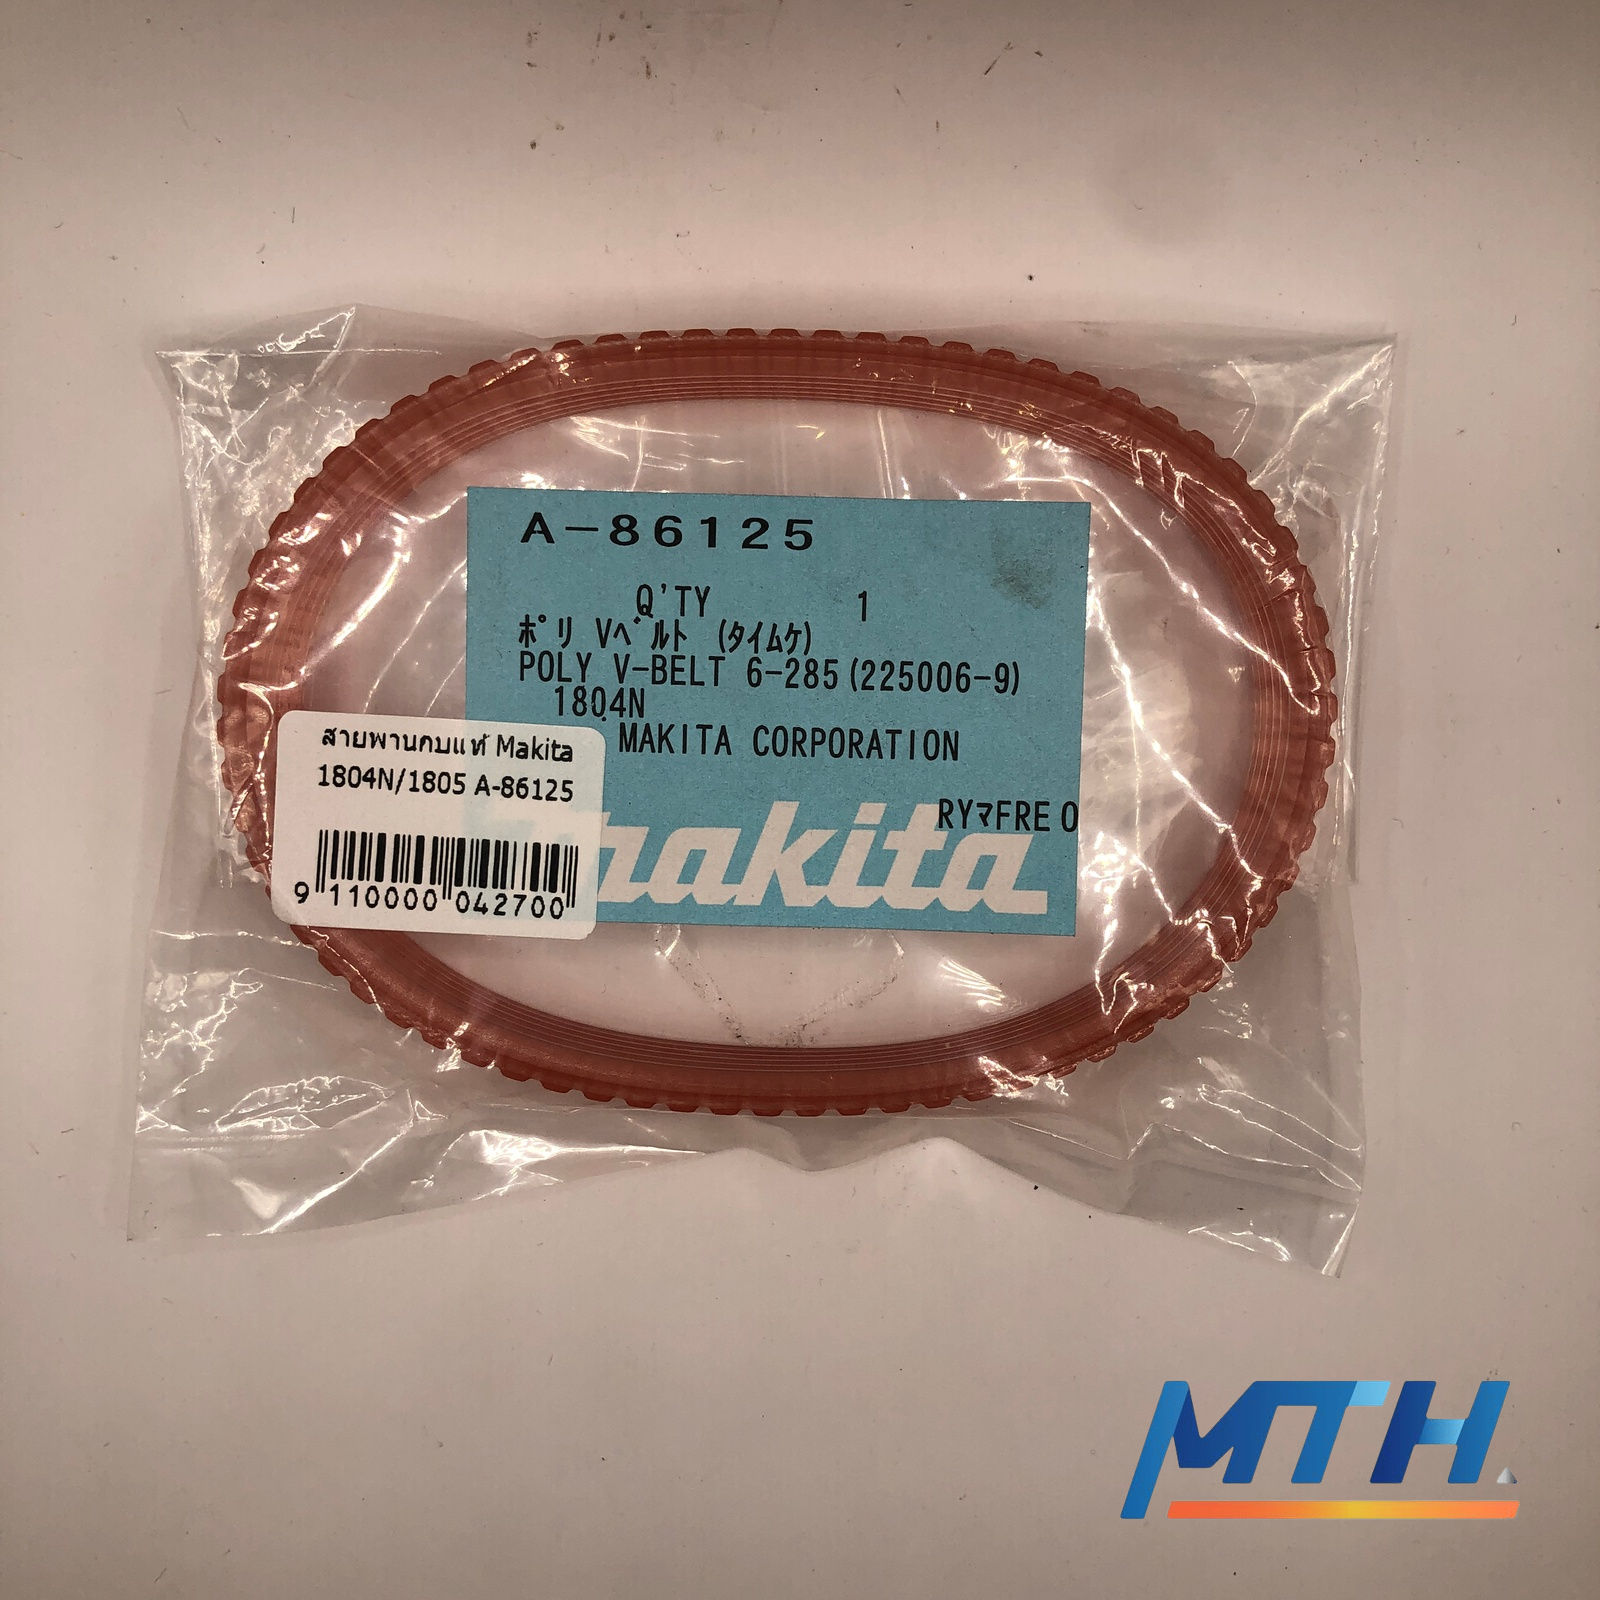 A-86125
Q'TY 1
ポリ Vベルト (タイムケ)
POLY V-BELT 6-285(225006-9)
1804N
MAKITA CORPORATION
RYマFRE 0
makita
สายพานกบแท้ Makita
1804N/1805 A-86125
9 110000 042700
MTH.